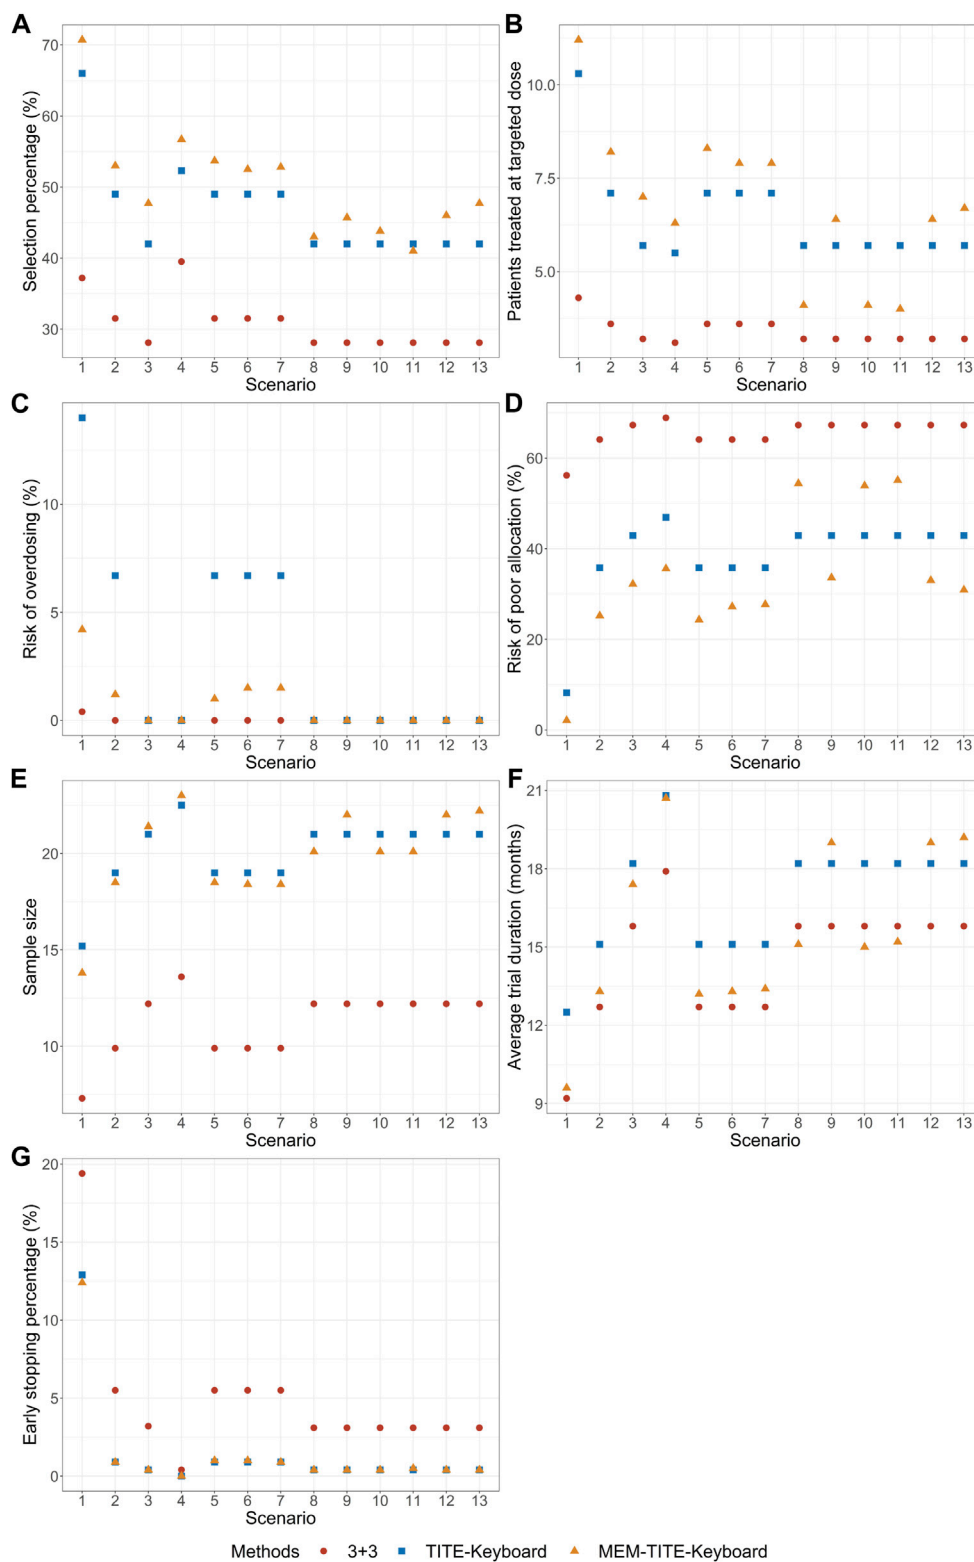 A
Selection percentage (%)
70
60
50
40
30
1 2 3 4 5 6 7 8 9 10 11 12 13
Scenario
B
Patients treated at targeted dose
10.0
7.5
5.0
1 2 3 4 5 6 7 8 9 10 11 12 13
Scenario
C
Risk of overdosing (%)
10
5
0
1 2 3 4 5 6 7 8 9 10 11 12 13
Scenario
D
Risk of poor allocation (%)
60
40
20
0
1 2 3 4 5 6 7 8 9 10 11 12 13
Scenario
E
Sample size
20
15
10
1 2 3 4 5 6 7 8 9 10 11 12 13
Scenario
F
Average trial duration (months)
21
18
15
12
9
1 2 3 4 5 6 7 8 9 10 11 12 13
Scenario
G
Early stopping percentage (%)
20
15
10
5
0
1 2 3 4 5 6 7 8 9 10 11 12 13
Scenario
Methods 3+3 TITE-Keyboard MEM-TITE-Keyboard